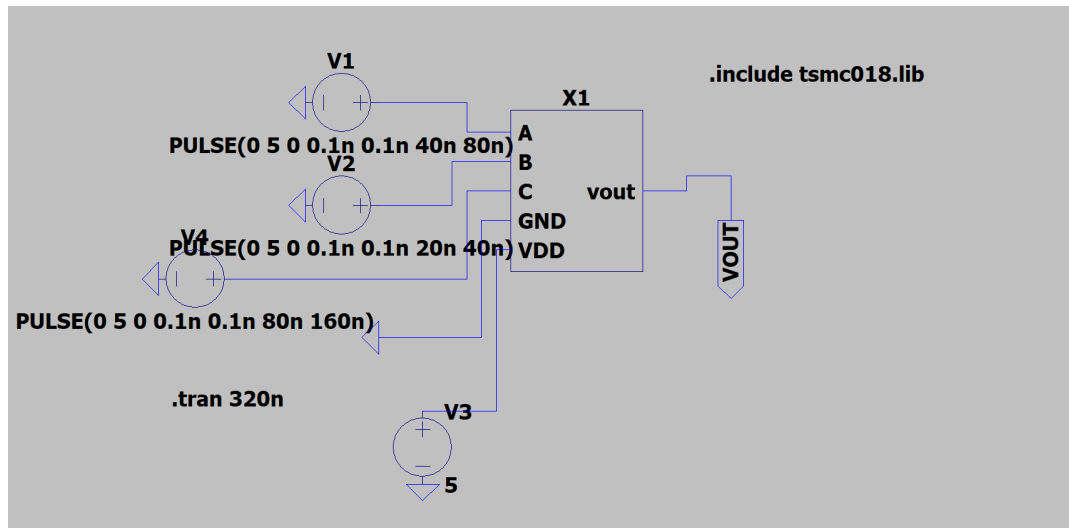 V1
.include tsmc018.lib
X1
PULSE(0 5 0 0.1n 0.1n 40n 80n)
A
V2
B
C
vout
GND
V4
PULSE(0 5 0 0.1n 0.1n 20n 40n)
VDD
VOUT
PULSE(0 5 0 0.1n 0.1n 80n 160n)
.tran 320n
V3
5